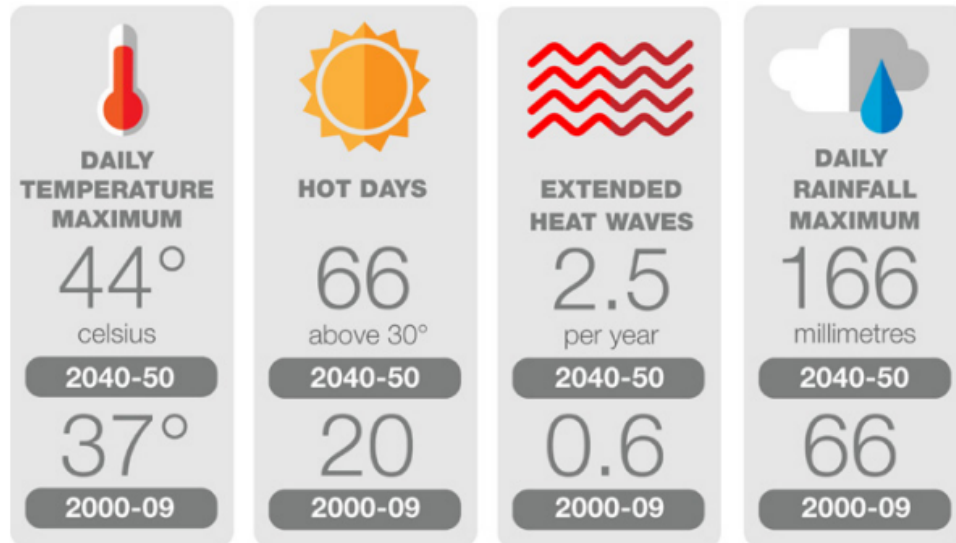 DAILY
TEMPERATURE
MAXIMUM
44°
celsius
2040-50
37°
2000-09
HOT DAYS
66
above 30°
2040-50
20
2000-09
EXTENDED
HEAT WAVES
2.5
per year
2040-50
0.6
2000-09
DAILY
RAINFALL
MAXIMUM
166
millimetres
2040-50
66
2000-09